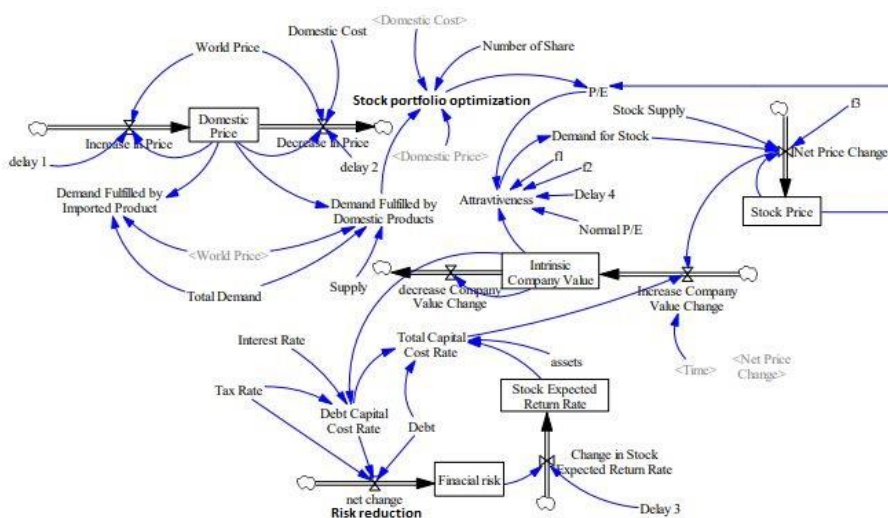 <Domestic Cost>
Domestic Cost
World Price
Number of Share
Stock portfolio optimization
P/E
Stock Supply
f3
Domestic
Price
Increase in Price
Decrease in Price
delay 1
delay 2
<Domestic Price>
Demand for Stock
Net Price Change
f1
f2
Attravtiveness
Delay 4
Normal P/E
Stock Price
Demand Fulfilled by
Imported Product
Demand Fulfilled by
Domestic Products
<World Price>
Total Demand
Supply
Intrinsic
Company Value
decrease Company
Value Change
Increase Company
Value Change
Interest Rate
Total Capital
Cost Rate
assets
<Time>
<Net Price
Change>
Tax Rate
Stock Expected
Return Rate
Debt Capital
Cost Rate
Debt
Change in Stock
Expected Return Rate
Finacial risk
net change
Risk reduction
Delay 3